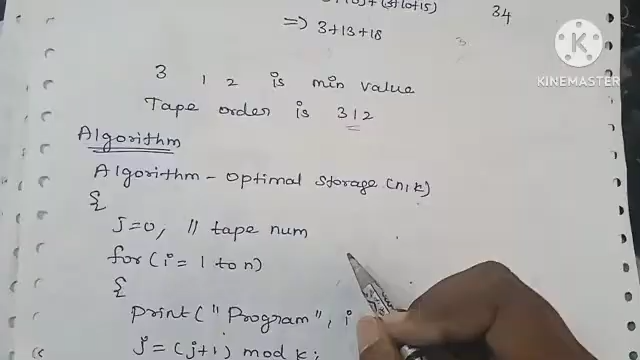 34
=> 3+13+18
K
KINEMASTER
3 1 2 is min value
Tape order is 312
Algorithm
Algorithm - Optimal Storage (n,k)
{
j=0, // tape num
for(i = 1 to n)
{
print("Program", i
j = (j+1) mod k;